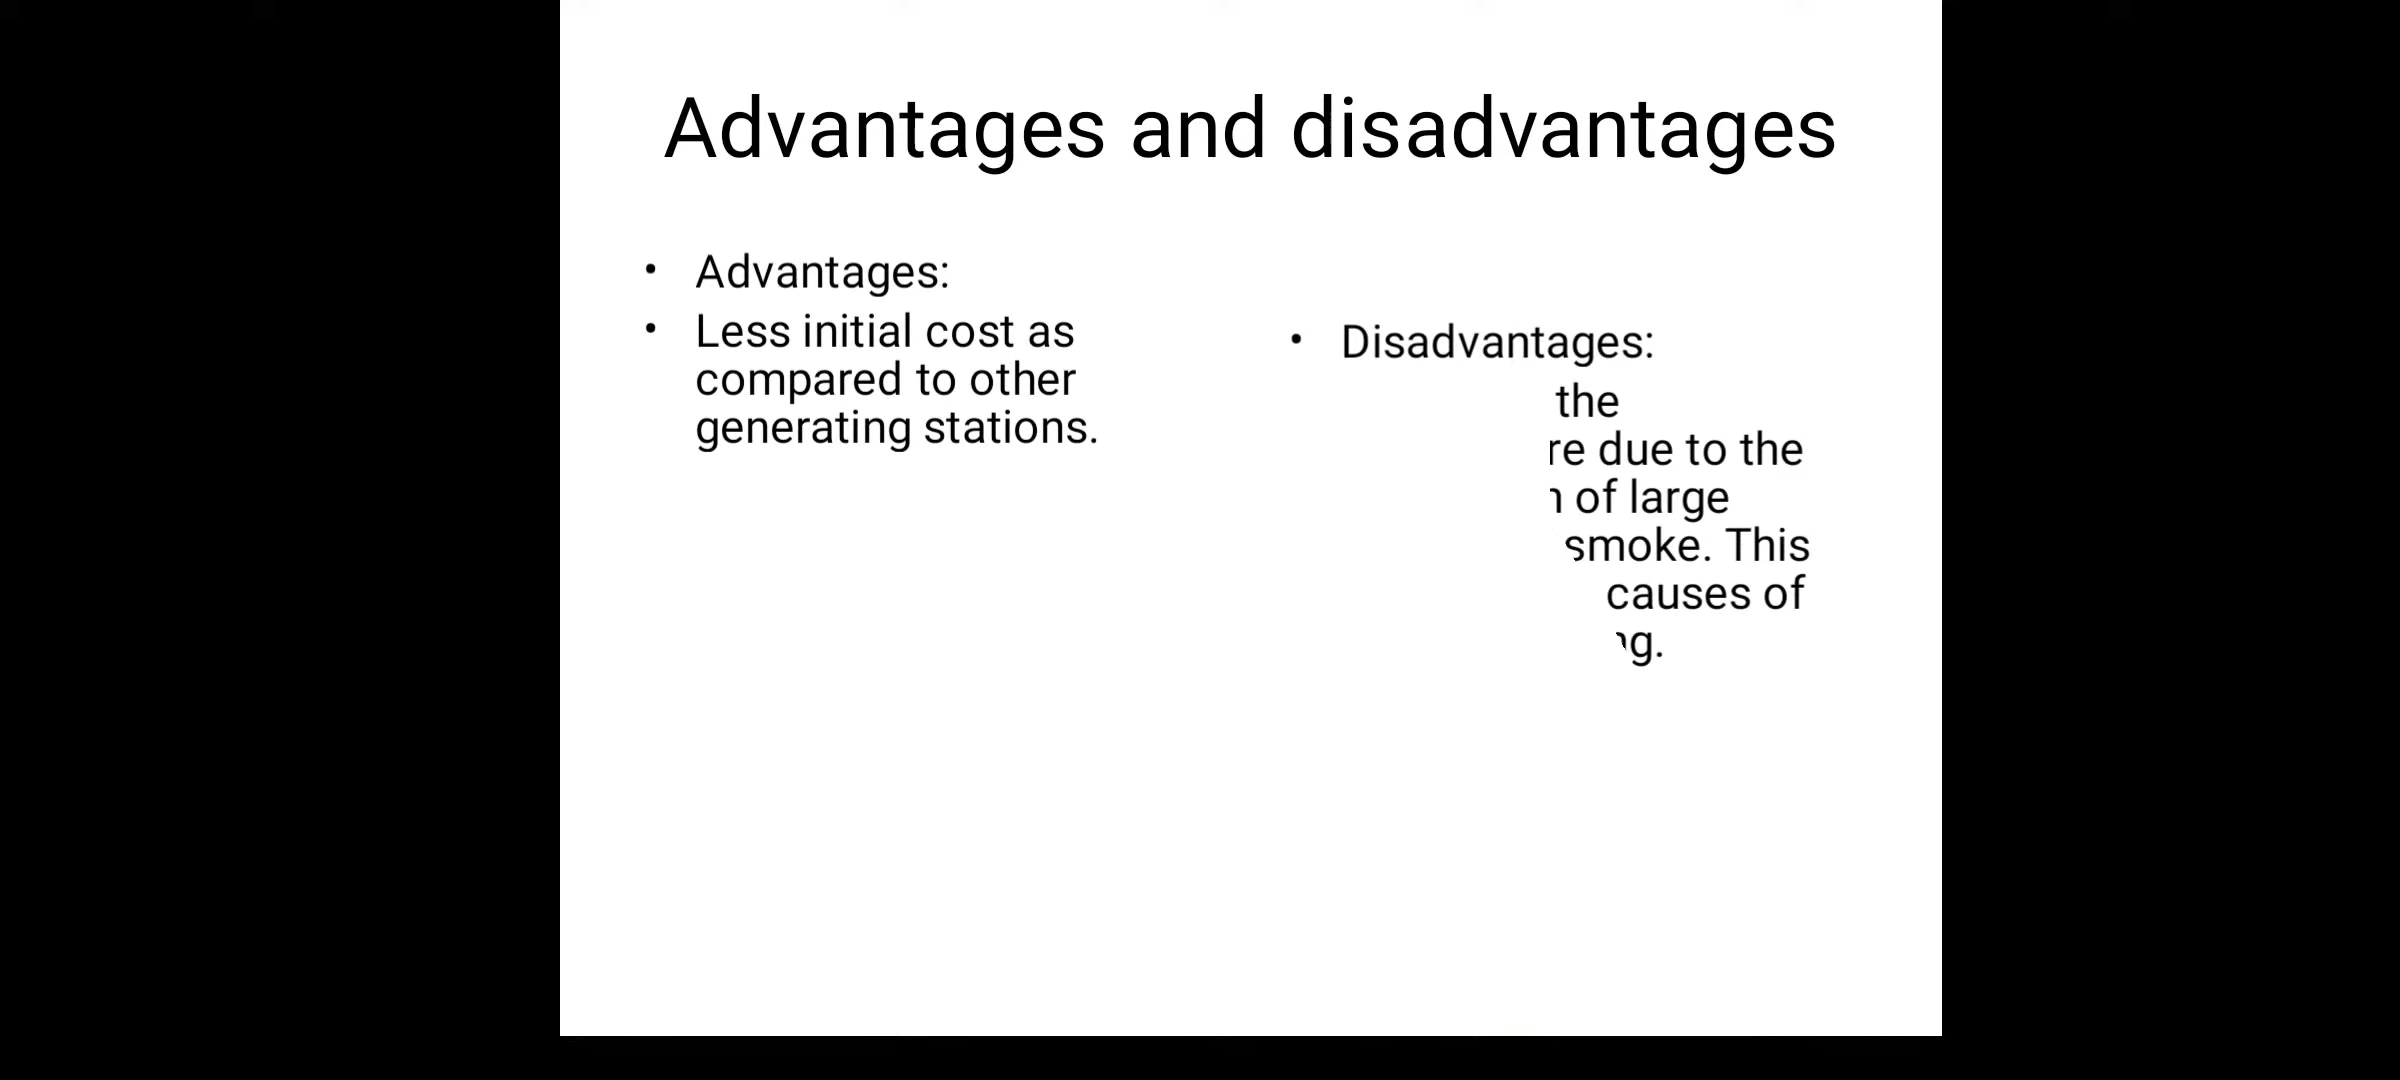 Advantages and disadvantages
• Advantages:
• Less initial cost as
compared to other
generating stations.
• Disadvantages:
the
due to the
of large
smoke. This
causes of